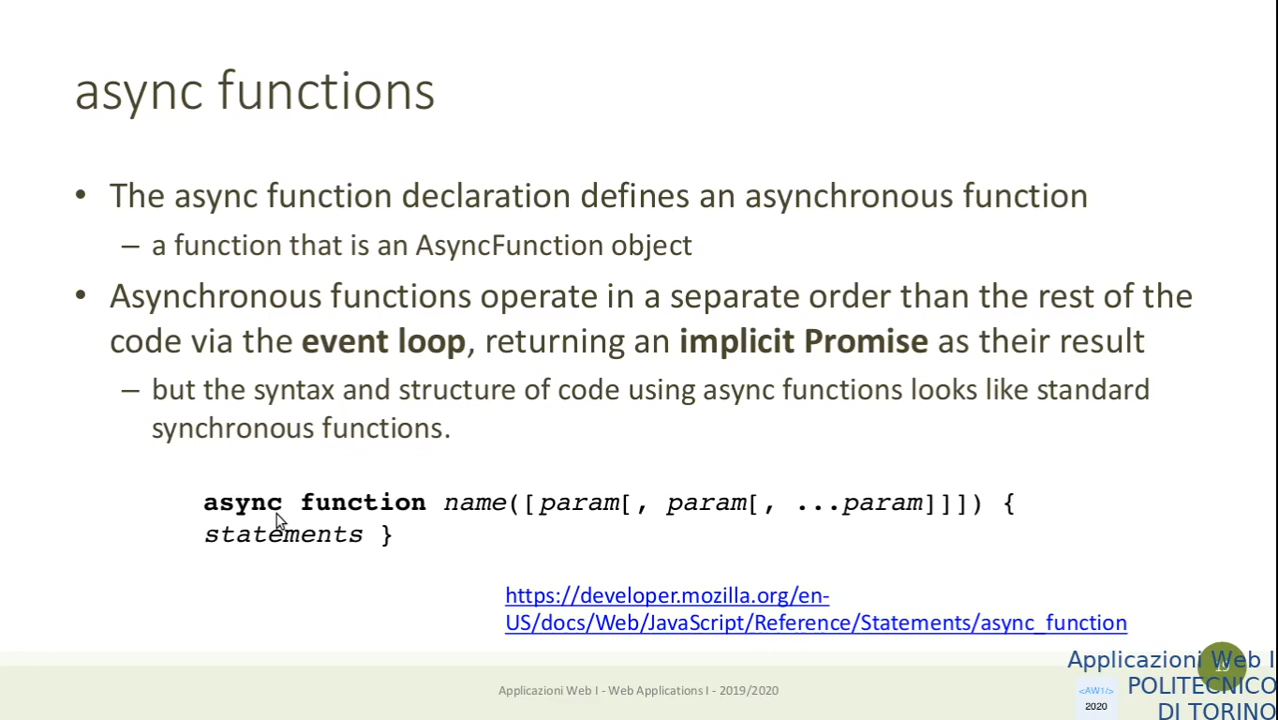 async functions
• The async function declaration defines an asynchronous function
– a function that is an AsyncFunction object
• Asynchronous functions operate in a separate order than the rest of the
code via the event loop, returning an implicit Promise as their result
– but the syntax and structure of code using async functions looks like standard
synchronous functions.
async function name([param[, param[, ...param]]]) {
statements }
https://developer.mozilla.org/en-
US/docs/Web/JavaScript/Reference/Statements/async_function
Applicazioni Web I - Web Applications I - 2019/2020
Applicazioni Web I
POLITECNICO
DI TORINO
<AW1/>
2020